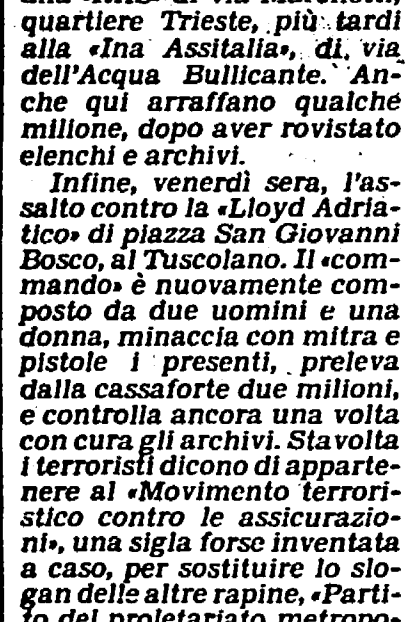 quartiere Trieste, più tardi
alla «Ina Assitalia», di via
dell'Acqua Bullicante. An-
che qui arraffano qualche
milione, dopo aver rovistato
elenchi e archivi.
Infine, venerdì sera, l'as-
salto contro la «Lloyd Adria-
tico» di piazza San Giovanni
Bosco, al Tuscolano. Il «com-
mando» è nuovamente com-
posto da due uomini e una
donna, minaccia con mitra e
pistole i presenti, preleva
dalla cassaforte due milioni,
e controlla ancora una volta
con cura gli archivi. Stavolta
i terroristi dicono di apparte-
nere al «Movimento terrori-
stico contro le assicurazio-
ni», una sigla forse inventata
a caso, per sostituire lo slo-
gan delle altre rapine, «Parti-
to del proletariato metropo-